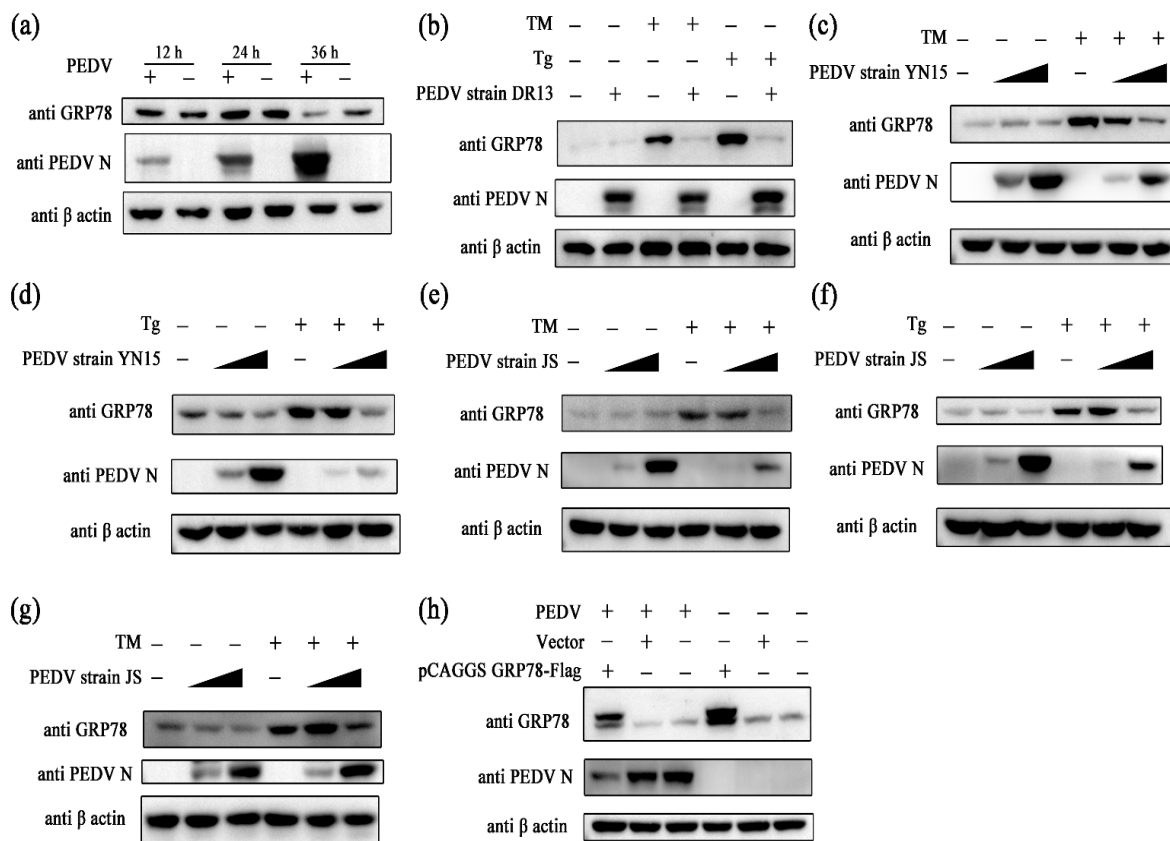 (a)
12 h 24 h 36 h
PEDV + − + − + −
anti GRP78
anti PEDV N
anti β actin
(b)
TM − − + + − −
Tg − − − − + +
PEDV strain DR13 − + − + − +
anti GRP78
anti PEDV N
anti β actin
(c)
TM − − − + + +
PEDV strain YN15 − −
anti GRP78
anti PEDV N
anti β actin
(d)
Tg − − − + + +
PEDV strain YN15 − −
anti GRP78
anti PEDV N
anti β actin
(e)
TM − − − + + +
PEDV strain JS − −
anti GRP78
anti PEDV N
anti β actin
(f)
Tg − − − + + +
PEDV strain JS − −
anti GRP78
anti PEDV N
anti β actin
(g)
TM − − − + + +
PEDV strain JS − −
anti GRP78
anti PEDV N
anti β actin
(h)
PEDV + + + − − −
Vector − + − − + −
pCAGGS GRP78-Flag + − − + − −
anti GRP78
anti PEDV N
anti β actin